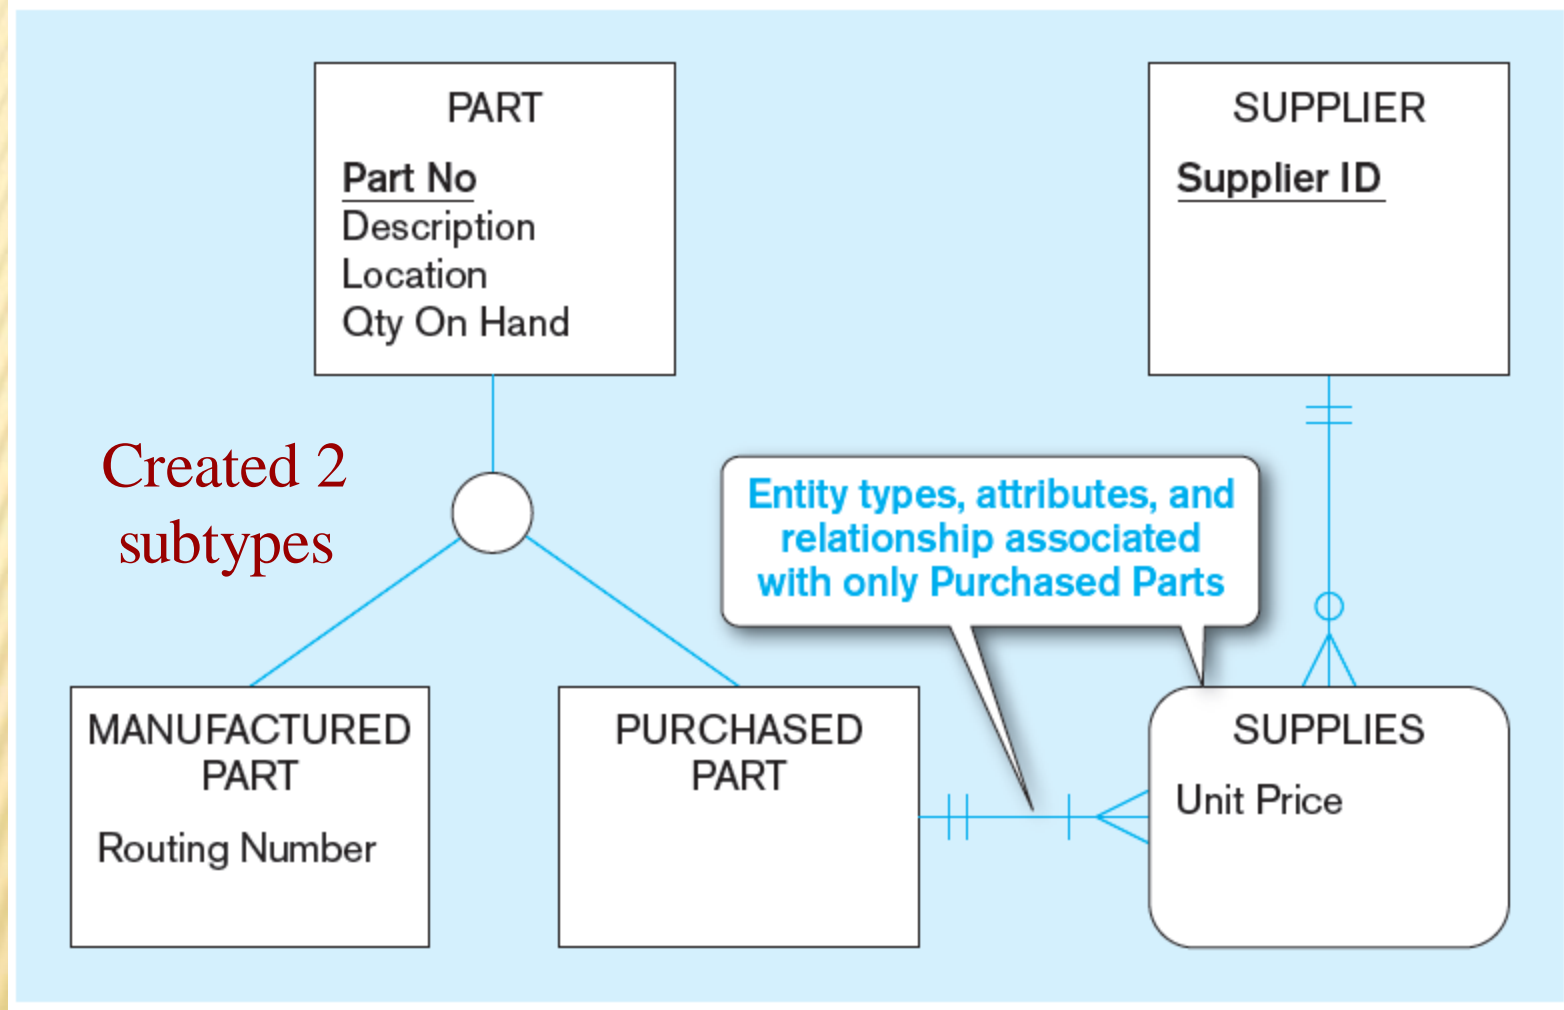 PART
Part No
Description
Location
Qty On Hand
SUPPLIER
Supplier ID
Created 2
subtypes
Entity types, attributes, and
relationship associated
with only Purchased Parts
MANUFACTURED
PART
Routing Number
PURCHASED
PART
SUPPLIES
Unit Price